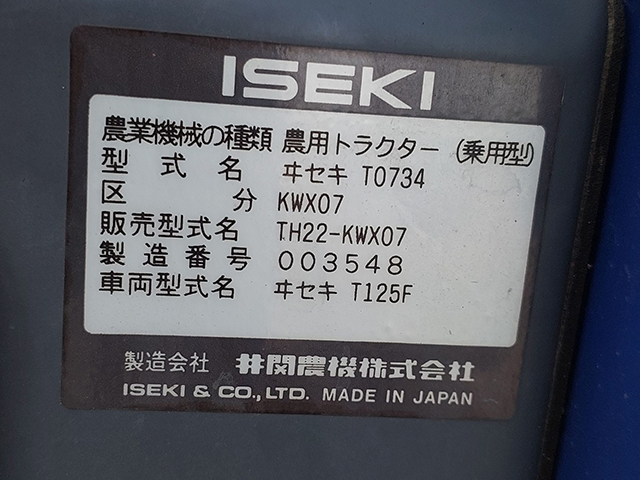 ISEKI
農業機械の種類 農用トラクター (乗用型)
型式名 ヰセキ T0734
区分 KWX07
販売型式名 TH22-KWX07
製造番号 003548
車両型式名 ヰセキ T125F
製造会社 井関農機株式会社
ISEKI & CO., LTD. MADE IN JAPAN